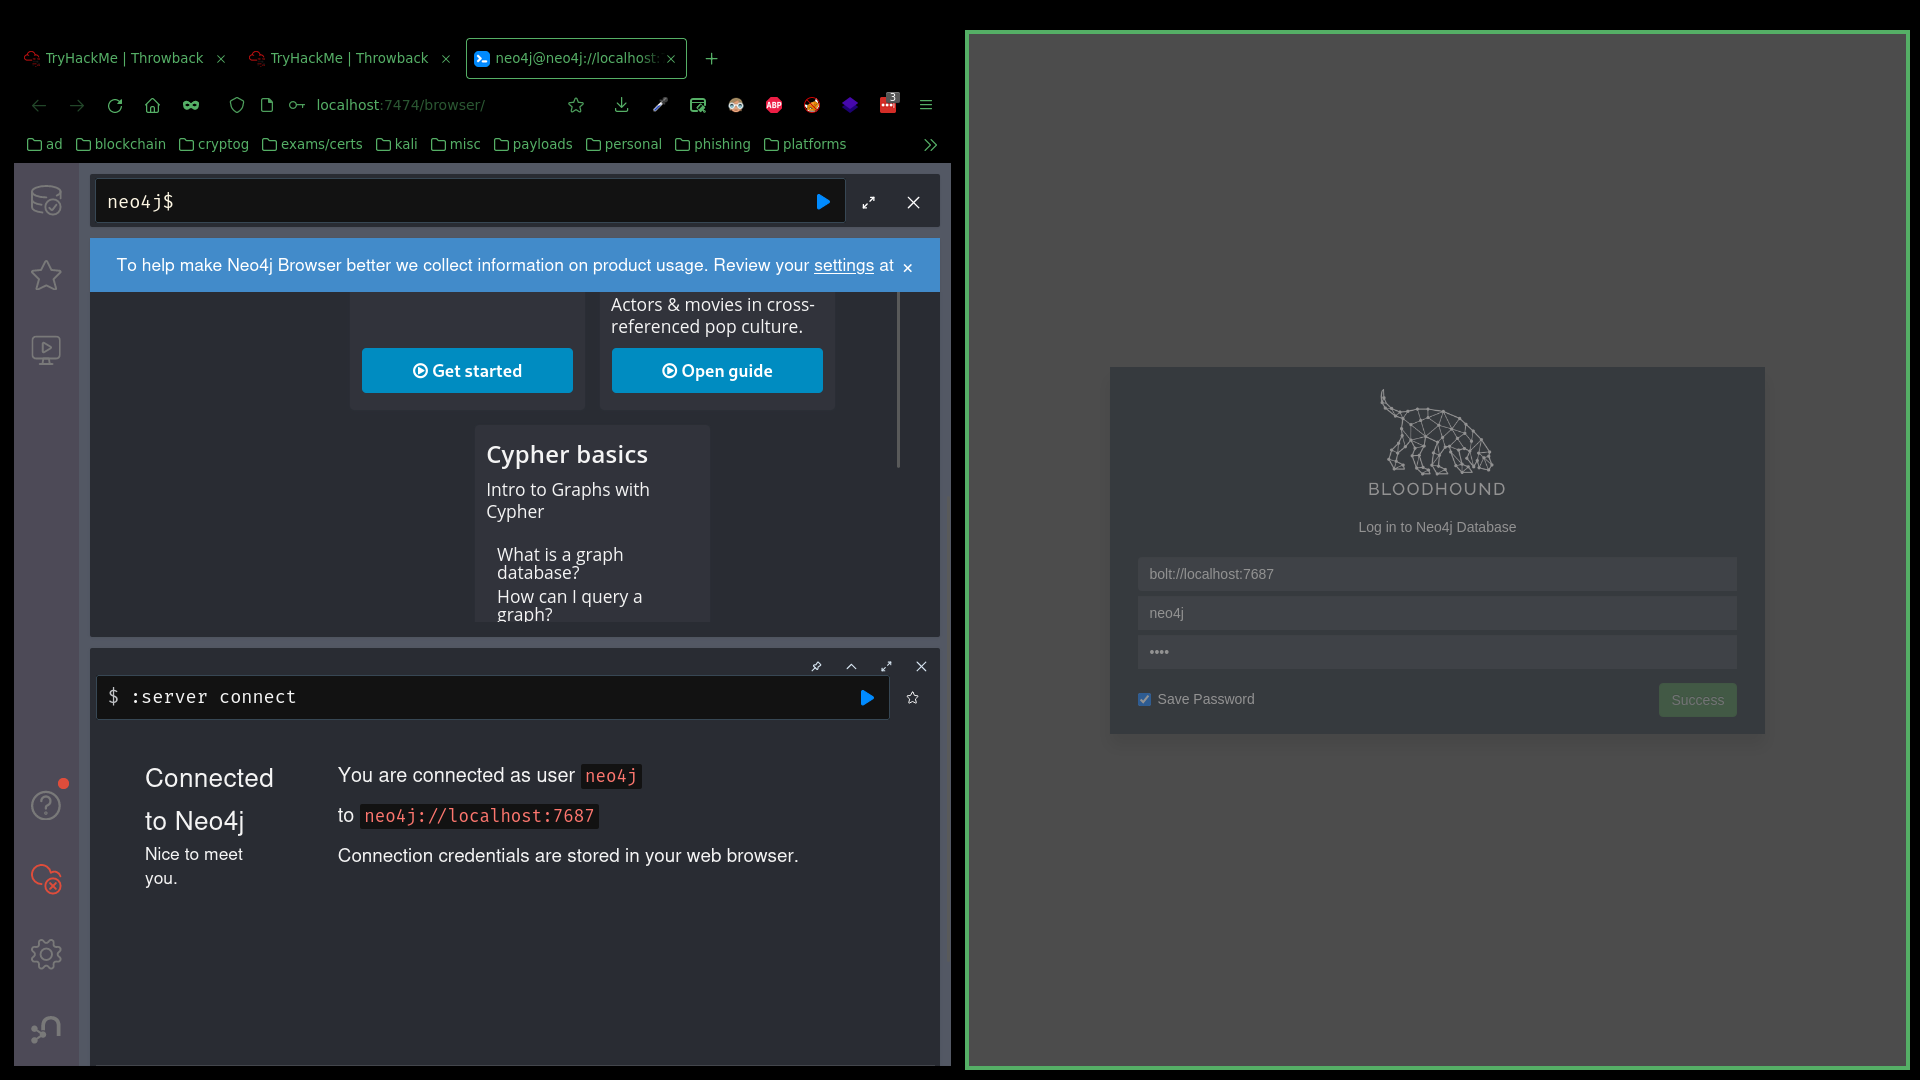 TryHackMe | Throwback
TryHackMe | Throwback
neo4j@neo4j://localhost:
localhost:7474/browser/
ABP
3
ad
blockchain
cryptog
exams/certs
kali
misc
payloads
personal
phishing
platforms
neo4j$
To help make Neo4j Browser better we collect information on product usage. Review your settings at
Actors & movies in cross-
referenced pop culture.
Get started
Open guide
Cypher basics
Intro to Graphs with
Cypher
What is a graph
database?
How can I query a
graph?
$ :server connect
Connected
to Neo4j
Nice to meet
you.
You are connected as user neo4j
to neo4j://localhost:7687
Connection credentials are stored in your web browser.
BLOODHOUND
Log in to Neo4j Database
bolt://localhost:7687
neo4j
••••
Save Password
Success